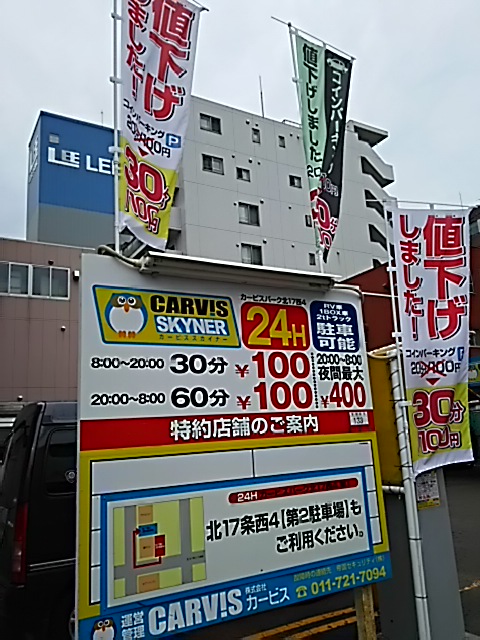 値下げ
しました!
コインパーキング P
30分
100円
値下げしました
コインパーキング
LEE LEE
値下げ
しました!
コインパーキング P
30分
100円
CARV!S
SKYNER
カービススカイナー
カービスパーク北17西4
24H
RV車
1BOX車
2tトラック
駐車
可能
8:00~20:00 30分 ¥100
20:00~8:00 60分 ¥100
20:00~8:00
夜間最大
¥400
特約店舗のご案内
24H
北17条西4【第2駐車場】も
ご利用ください。
運営
管理
CARV!S
株式会社
カービス
☎011-721-7094